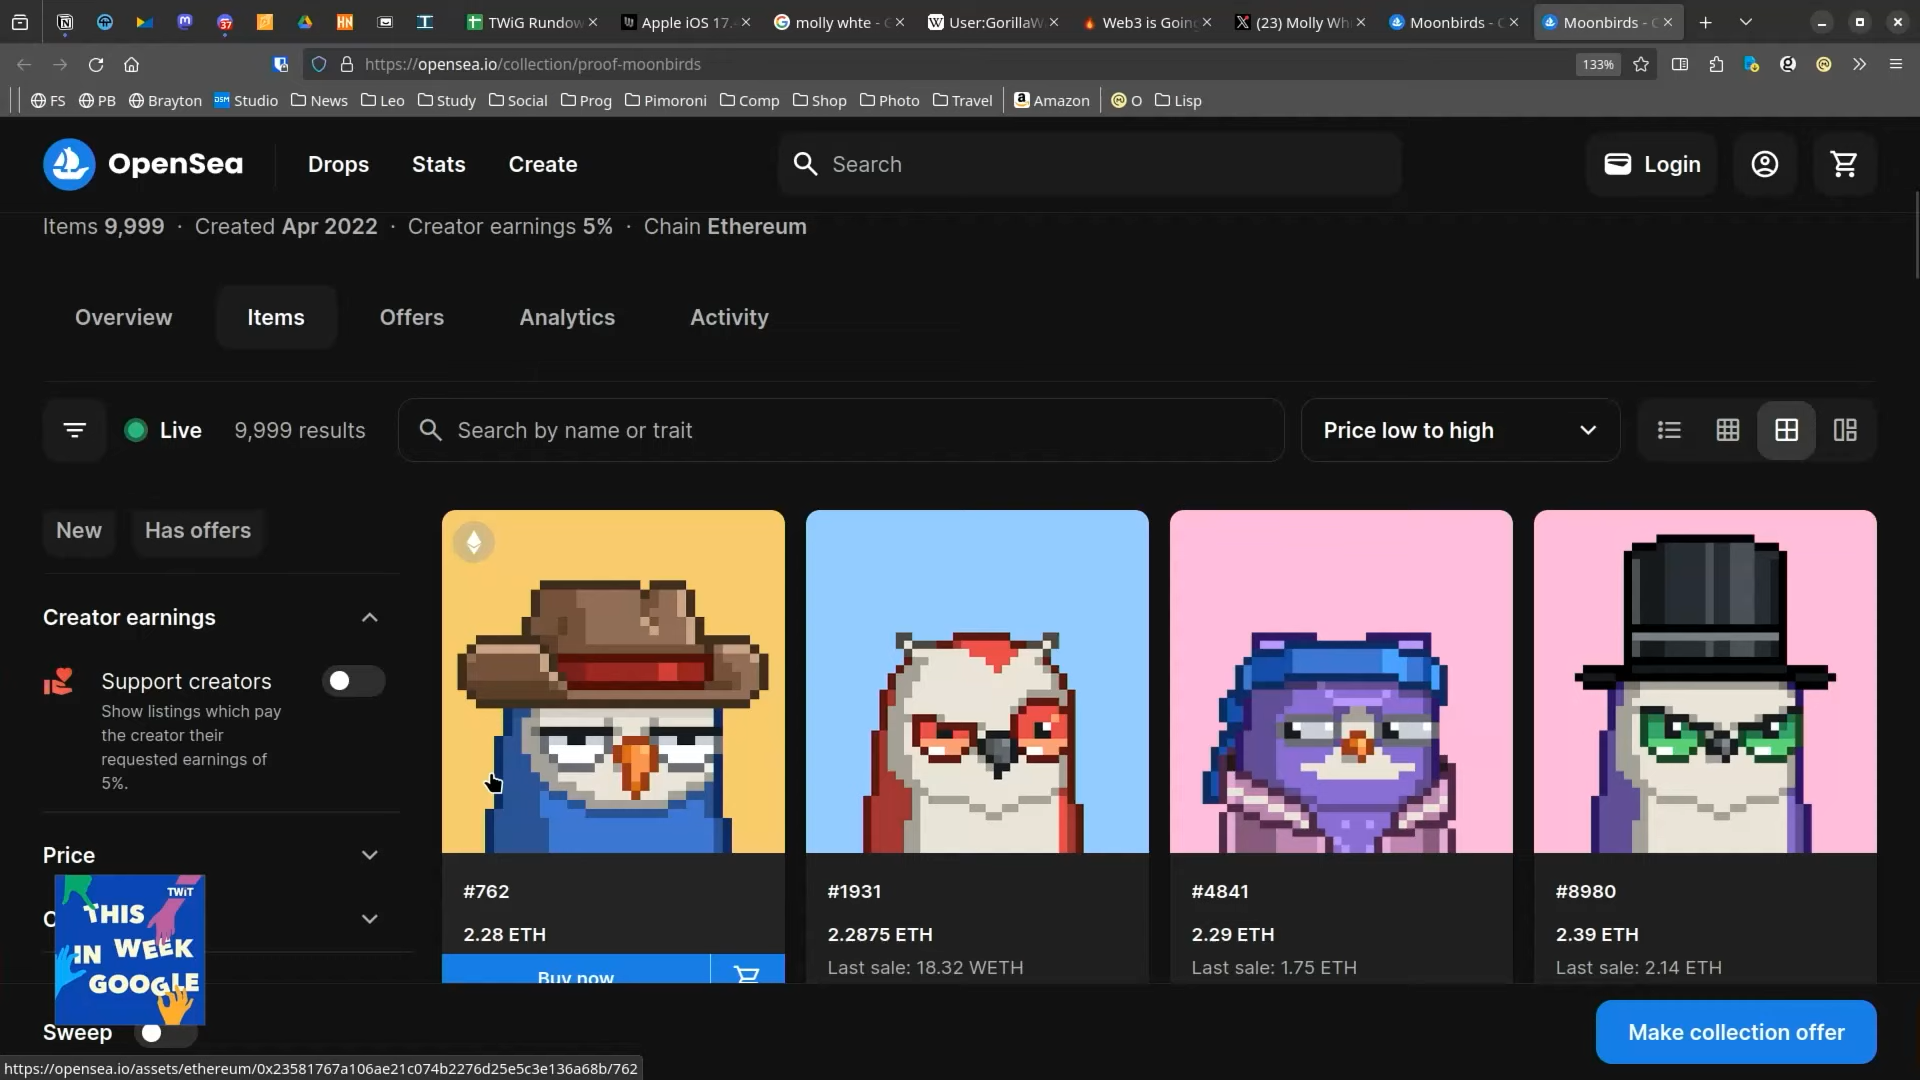 TWiG Rundow
Apple iOS 17.
molly whte - G
User:GorillaW
Web3 is Going
(23) Molly Wh
Moonbirds - C
Moonbirds - C
https://opensea.io/collection/proof-moonbirds
133%
FS PB Brayton Studio News Leo Study Social Prog Pimoroni Comp Shop Photo Travel Amazon O Lisp
OpenSea Drops Stats Create
Search
Login
Items 9,999 · Created Apr 2022 · Creator earnings 5% · Chain Ethereum
Overview Items Offers Analytics Activity
Live 9,999 results
Search by name or trait
Price low to high
New Has offers
Creator earnings
Support creators
Show listings which pay
the creator their
requested earnings of
5%.
Price
#762
2.28 ETH
Buy now
#1931
2.2875 ETH
Last sale: 18.32 WETH
#4841
2.29 ETH
Last sale: 1.75 ETH
#8980
2.39 ETH
Last sale: 2.14 ETH
TWiT
THIS
IN WEEK
GOOGLE
Sweep
Make collection offer
https://opensea.io/assets/ethereum/0x23581767a106ae21c074b2276d25e5c3e136a68b/762